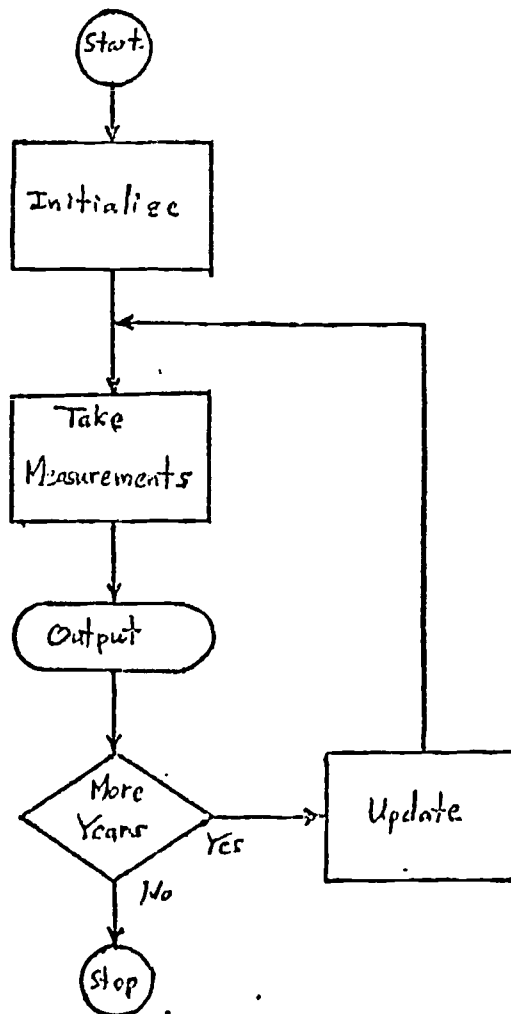 Start
Initialize
Take
Measurements
Output
More
Years
Yes
Update
No
Stop